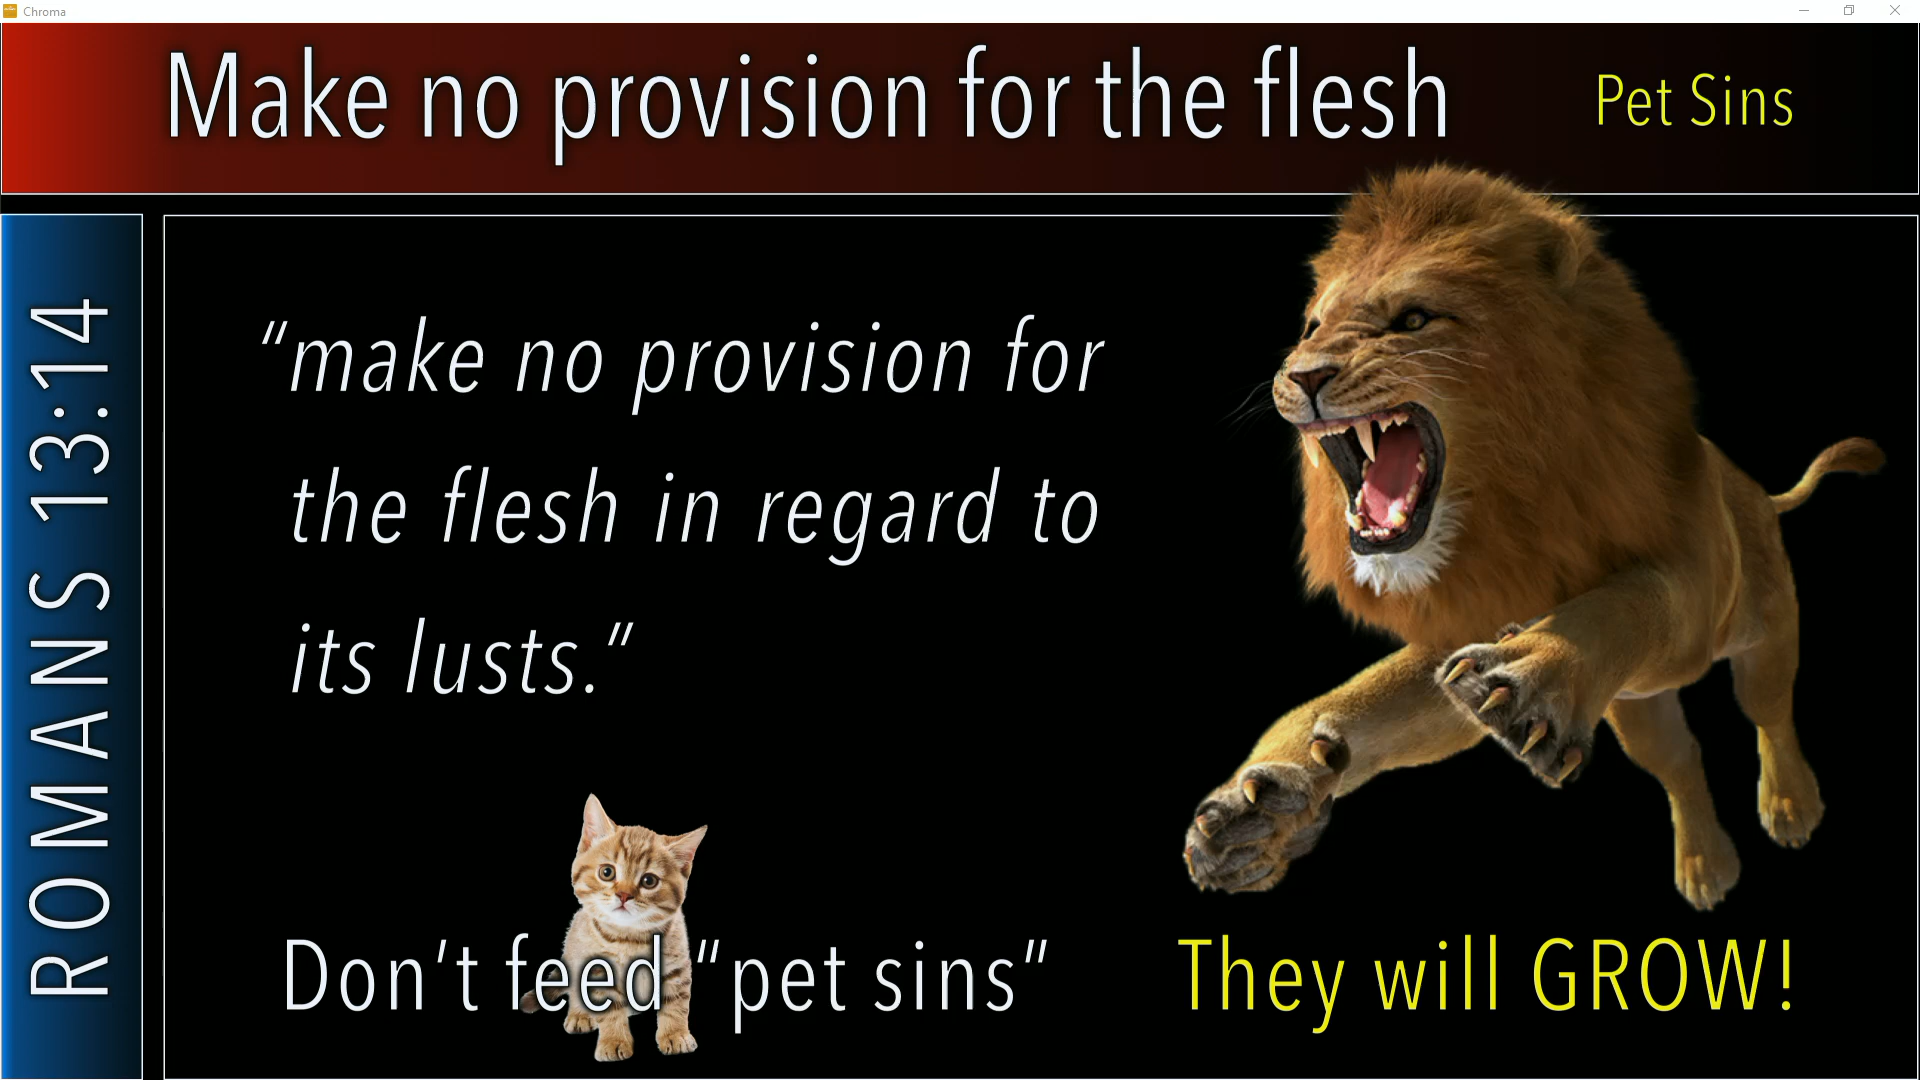 Chroma
Make no provision for the flesh
Pet Sins
ROMANS 13:14
“make no provision for
the flesh in regard to
its lusts.”
Don’t feed “pet sins”
They will GROW!